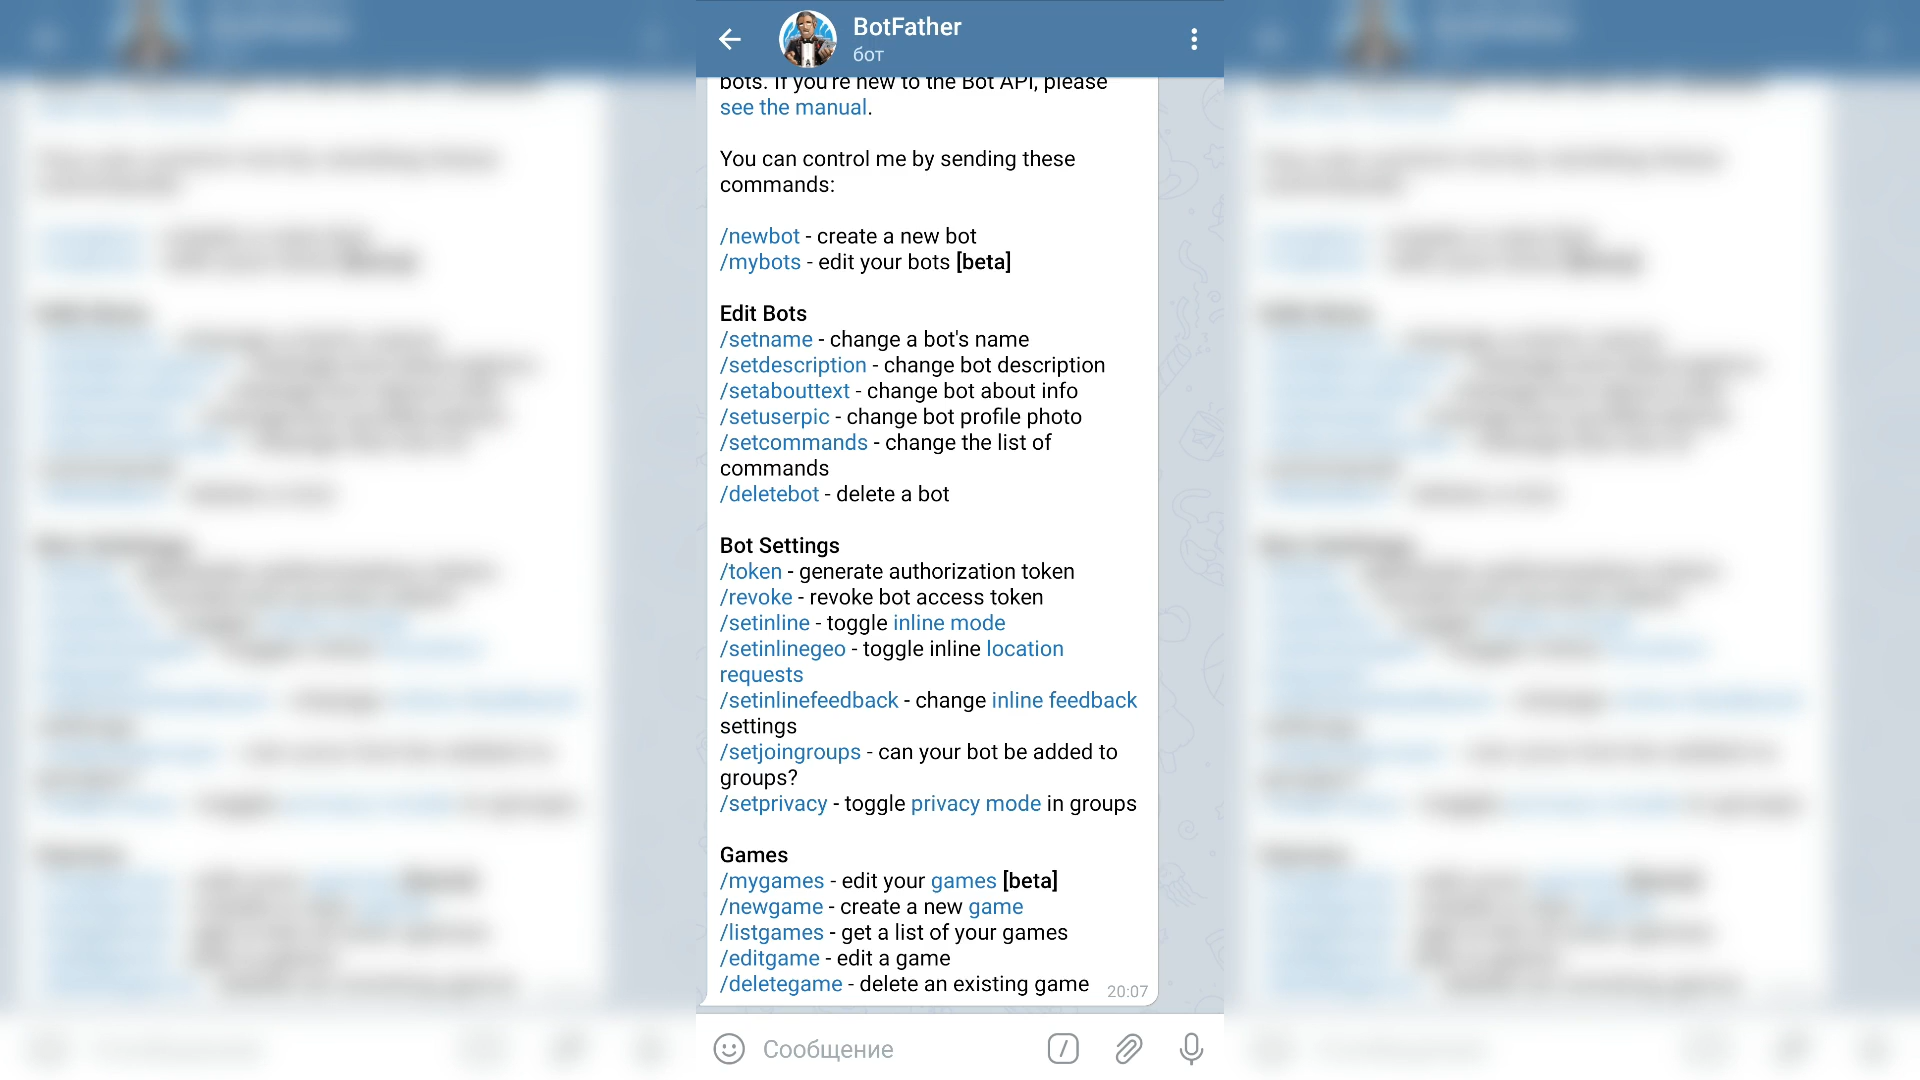 BotFather
бот
bots. If you're new to the Bot API, please
see the manual.
You can control me by sending these
commands:
/newbot - create a new bot
/mybots - edit your bots [beta]
Edit Bots
/setname - change a bot's name
/setdescription - change bot description
/setabouttext - change bot about info
/setuserpic - change bot profile photo
/setcommands - change the list of
commands
/deletebot - delete a bot
Bot Settings
/token - generate authorization token
/revoke - revoke bot access token
/setinline - toggle inline mode
/setinlinegeo - toggle inline location
requests
/setinlinefeedback - change inline feedback
settings
/setjoingroups - can your bot be added to
groups?
/setprivacy - toggle privacy mode in groups
Games
/mygames - edit your games [beta]
/newgame - create a new game
/listgames - get a list of your games
/editgame - edit a game
/deletegame - delete an existing game
20:07
Сообщение